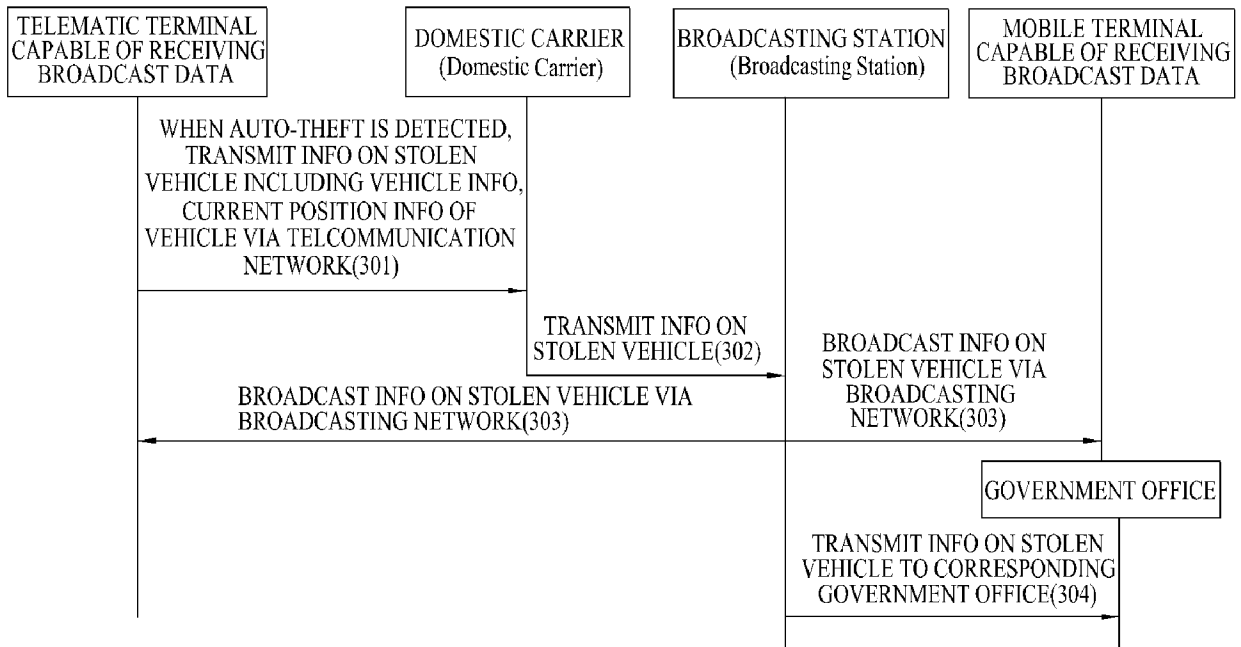 TELEMATIC TERMINAL
CAPABLE OF RECEIVING
BROADCAST DATA
DOMESTIC CARRIER
(Domestic Carrier)
BROADCASTING STATION
(Broadcasting Station)
MOBILE TERMINAL
CAPABLE OF RECEIVING
BROADCAST DATA
WHEN AUTO-THEFT IS DETECTED,
TRANSMIT INFO ON STOLEN
VEHICLE INCLUDING VEHICLE INFO,
CURRENT POSITION INFO OF
VEHICLE VIA TELCOMMUNICATION
NETWORK(301)
TRANSMIT INFO ON
STOLEN VEHICLE(302)
BROADCAST INFO ON
STOLEN VEHICLE VIA
BROADCASTING
NETWORK(303)
BROADCAST INFO ON STOLEN VEHICLE VIA
BROADCASTING NETWORK(303)
GOVERNMENT OFFICE
TRANSMIT INFO ON STOLEN
VEHICLE TO CORRESPONDING
GOVERNMENT OFFICE(304)